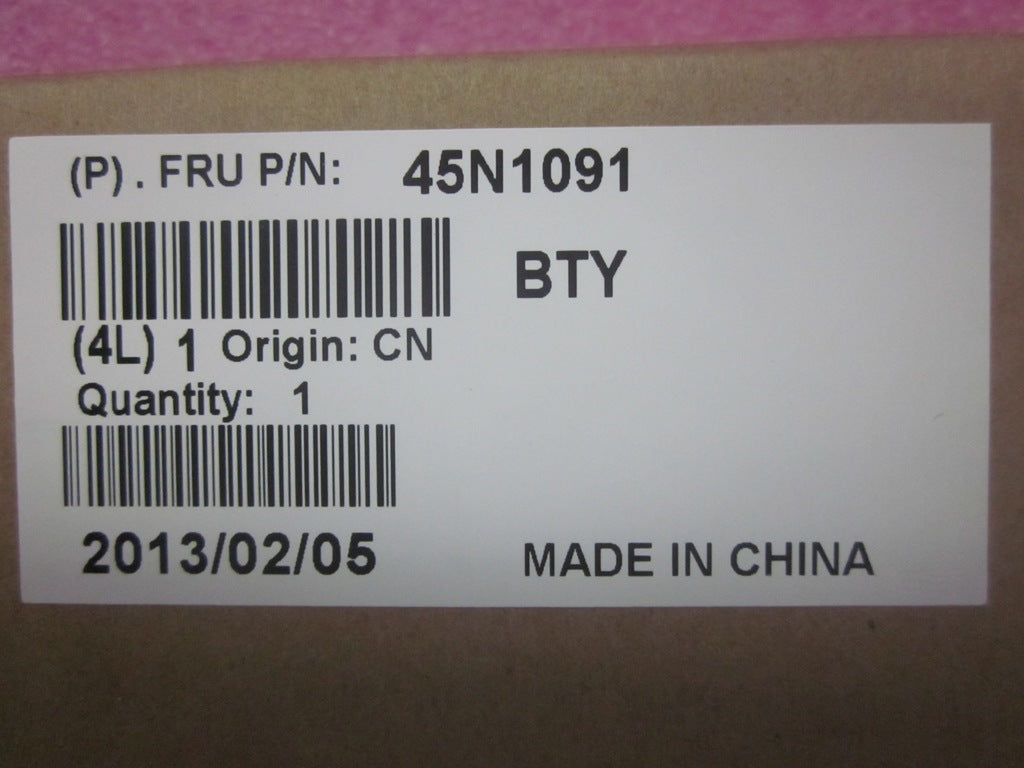 (P) . FRU P/N: 45N1091
BTY
(4L) 1 Origin: CN
Quantity: 1
2013/02/05 MADE IN CHINA